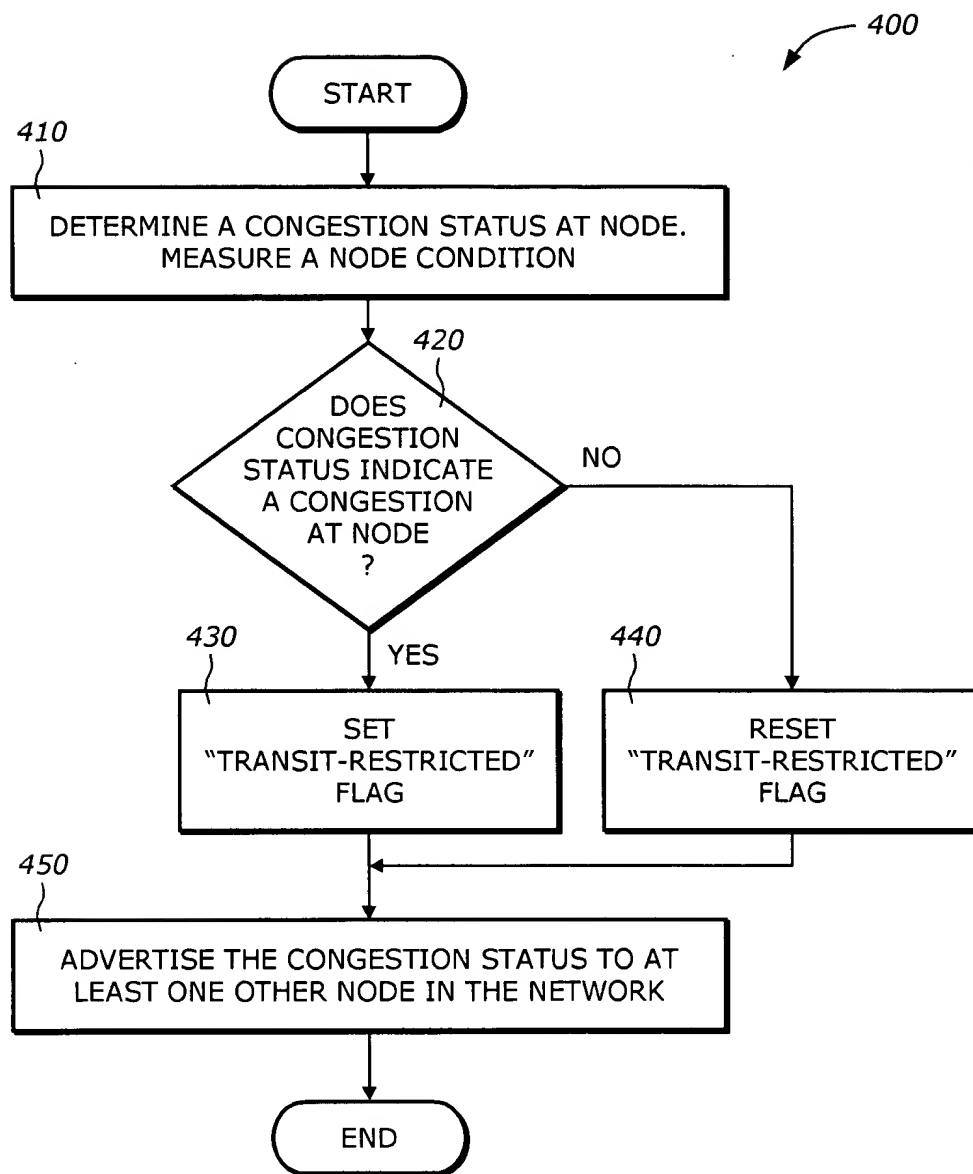 400
START
410
DETERMINE A CONGESTION STATUS AT NODE.
MEASURE A NODE CONDITION
420
DOES
CONGESTION
STATUS INDICATE
A CONGESTION
AT NODE
?
NO
YES
430
SET
“TRANSIT-RESTRICTED”
FLAG
440
RESET
“TRANSIT-RESTRICTED”
FLAG
450
ADVERTISE THE CONGESTION STATUS TO AT
LEAST ONE OTHER NODE IN THE NETWORK
END